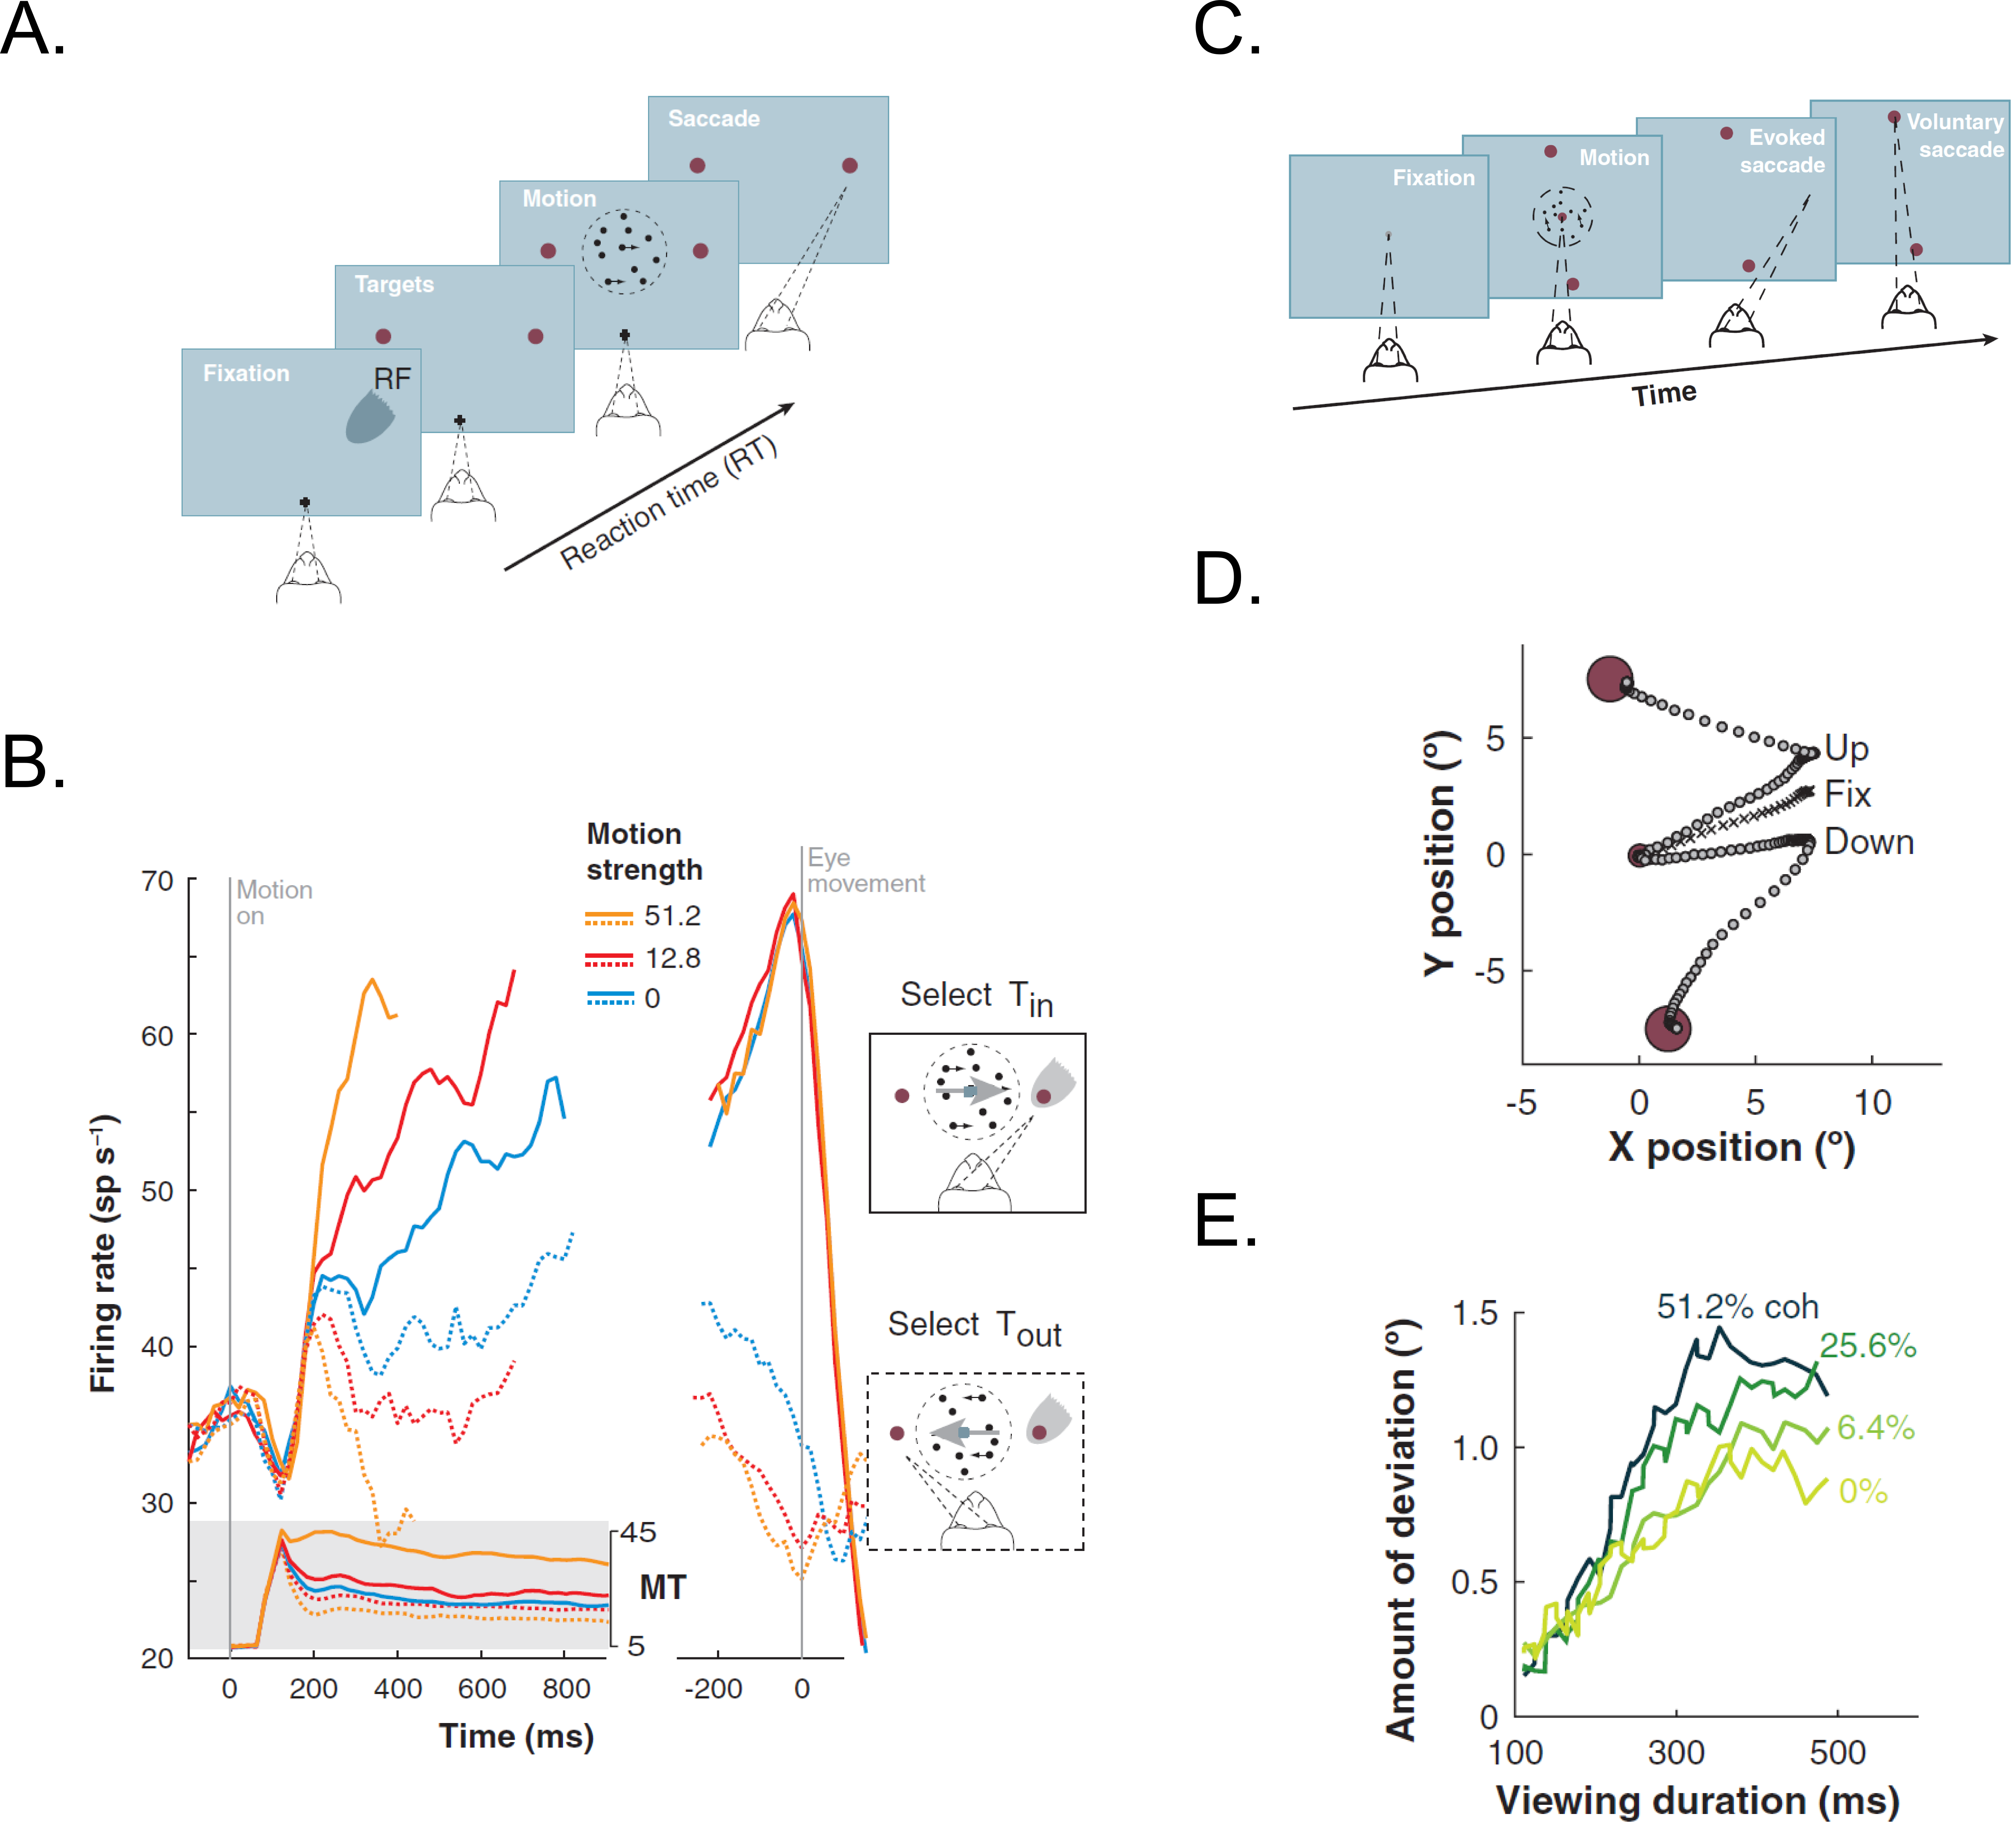 A.
Saccade
Motion
Targets
Fixation
RF
Reaction time (RT)
B.
Motion
strength
51.2
12.8
0
Motion
on
Eye
movement
70
60
50
40
30
20
Firing rate (sp s⁻¹)
45
MT
5
0
200
400
600
800
-200
0
Time (ms)
Select Tin
Select Tout
C.
Fixation
Motion
Evoked
saccade
Voluntary
saccade
Time
D.
5
0
-5
Y position (º)
Up
Fix
Down
-5
0
5
10
X position (º)
E.
1.5
1.0
0.5
0
Amount of deviation (º)
51.2% coh
25.6%
6.4%
0%
100
300
500
Viewing duration (ms)